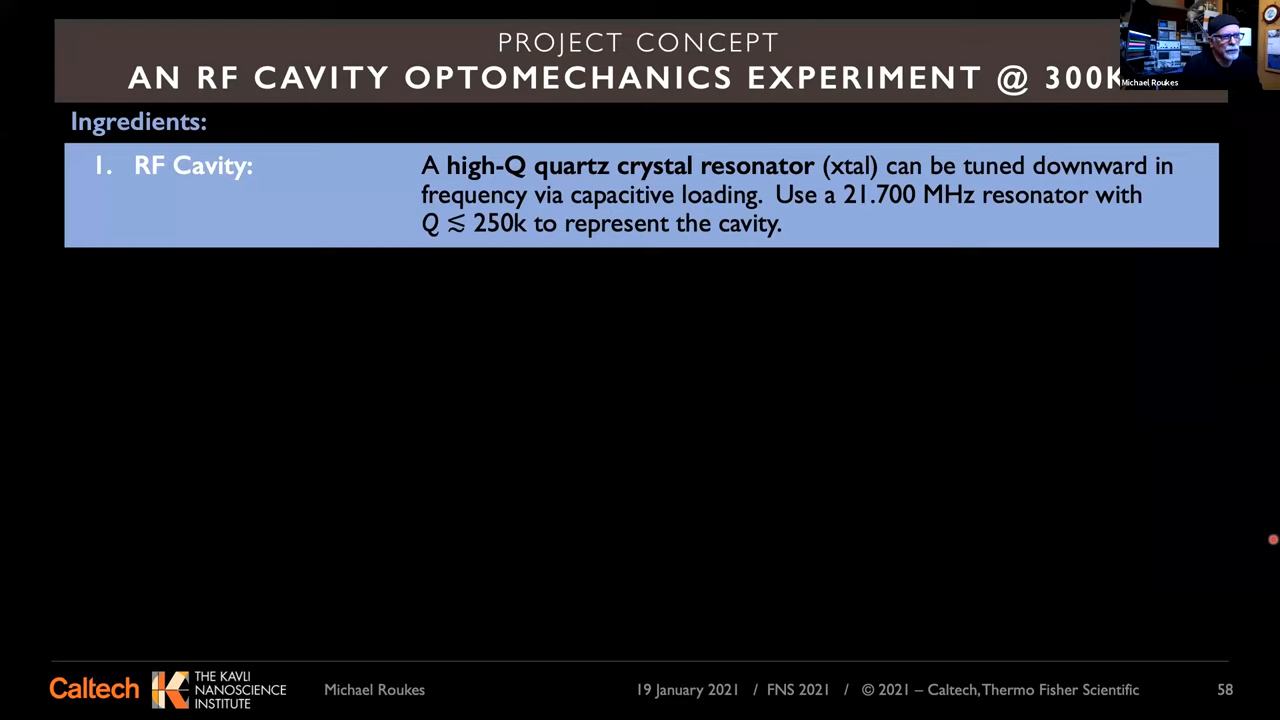 PROJECT CONCEPT
AN RF CAVITY OPTOMECHANICS EXPERIMENT @ 300K
Michael Roukes
Ingredients:
1. RF Cavity: A high-Q quartz crystal resonator (xtal) can be tuned downward in
frequency via capacitive loading. Use a 21.700 MHz resonator with
Q ≲ 250k to represent the cavity.
Caltech
THE KAVLI
NANOSCIENCE
INSTITUTE
Michael Roukes
19 January 2021 / FNS 2021 / © 2021 – Caltech, Thermo Fisher Scientific
58